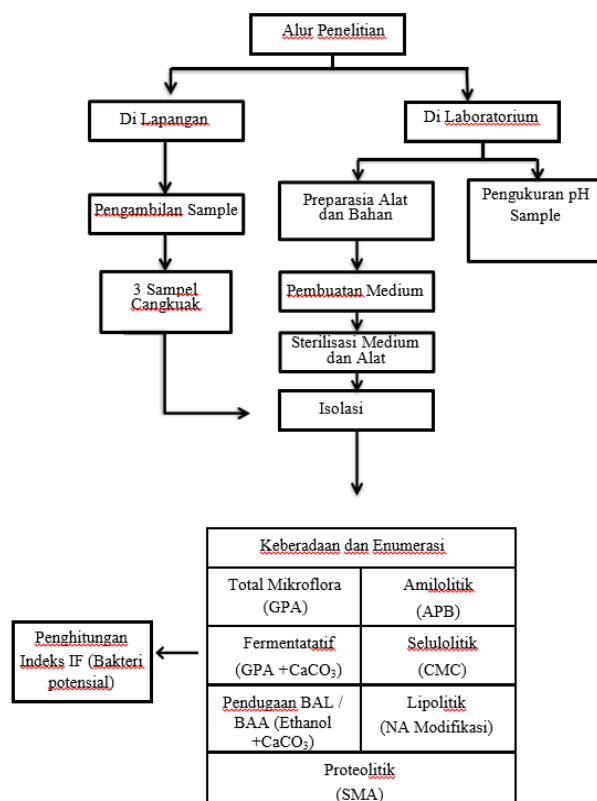 Alur Penelitian
Di Lapangan
Di Laboratorium
Pengambilan Sample
Preparasia Alat
dan Bahan
Pengukuran pH
Sample
3 Sampel
Cangkuak
Pembuatan Medium
Sterilisasi Medium
dan Alat
Isolasi
Keberadaan dan Enumerasi
Total Mikroflora
(GPA)
Amilolitik
(APB)
Penghitungan
Indeks IF (Bakteri
potensial)
Fermentatatif
(GPA +CaCO₃)
Selulolitik
(CMC)
Pendugaan BAL /
BAA (Ethanol
+CaCO₃)
Lipolitik
(NA Modifikasi)
Proteolitik
(SMA)